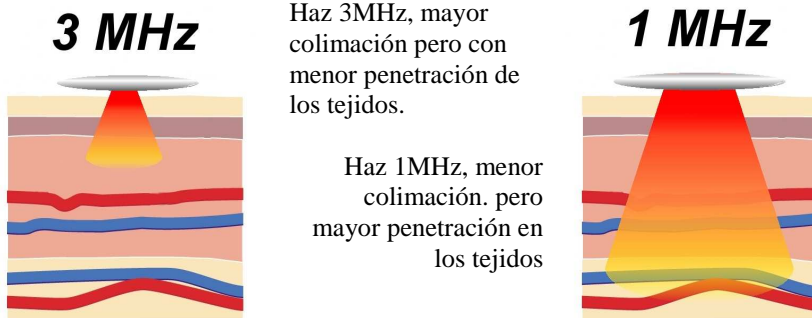 3 MHz
Haz 3MHz, mayor
colimación pero con
menor penetración de
los tejidos.
Haz 1MHz, menor
colimación. pero
mayor penetración en
los tejidos
1 MHz